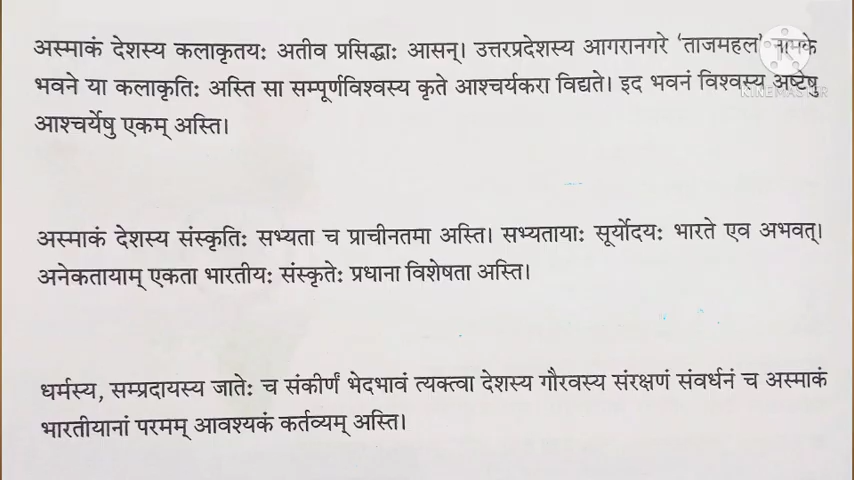 अस्माकं देशस्य कलाकृतयः अतीव प्रसिद्धाः आसन्। उत्तरप्रदेशस्य आगरानगरे 'ताजमहल' नामके
भवने या कलाकृतिः अस्ति सा सम्पूर्णविश्वस्य कृते आश्चर्यकरा विद्यते। इद भवनं विश्वस्य अष्टेषु
आश्चर्येषु एकम् अस्ति।
KINEMASTER
अस्माकं देशस्य संस्कृतिः सभ्यता च प्राचीनतमा अस्ति। सभ्यतायाः सूर्योदयः भारते एव अभवत्।
अनेकतायाम् एकता भारतीयः संस्कृतेः प्रधाना विशेषता अस्ति।
धर्मस्य, सम्प्रदायस्य जातेः च संकीर्णं भेदभावं त्यक्त्वा देशस्य गौरवस्य संरक्षणं संवर्धनं च अस्माकं
भारतीयानां परमम् आवश्यकं कर्तव्यम् अस्ति।